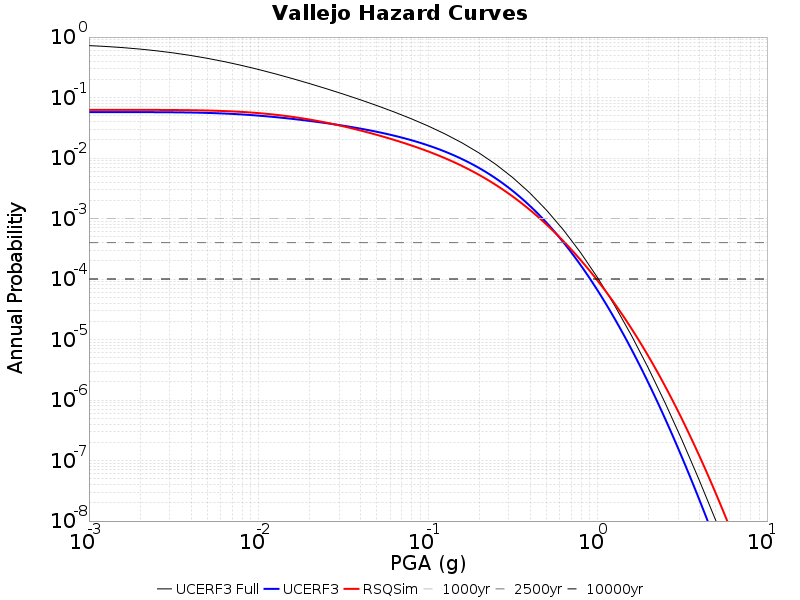 Vallejo Hazard Curves
10^0
10^-1
10^-2
10^-3
10^-4
10^-5
10^-6
10^-7
10^-8
Annual Probabilitiy
10^-3 10^-2 10^-1 10^0 10^1
PGA (g)
UCERF3 Full UCERF3 RSQSim 1000yr 2500yr 10000yr